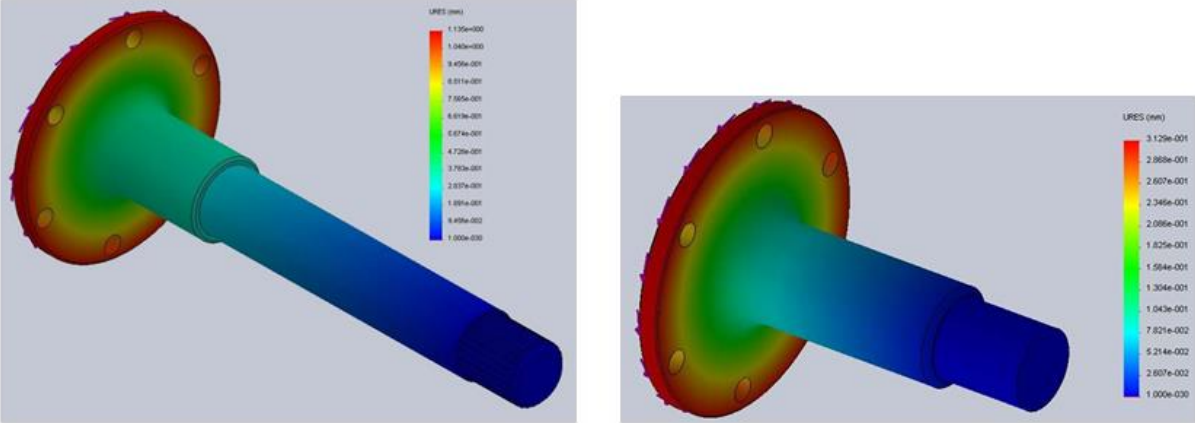 URES (mm)
1.135e+000
1.040e+000
9.456e-001
8.511e-001
7.565e-001
6.619e-001
5.674e-001
4.728e-001
3.783e-001
2.837e-001
1.891e-001
9.456e-002
1.000e-030
URES (mm)
3.129e-001
2.868e-001
2.607e-001
2.346e-001
2.086e-001
1.825e-001
1.564e-001
1.304e-001
1.043e-001
7.821e-002
5.214e-002
2.607e-002
1.000e-030